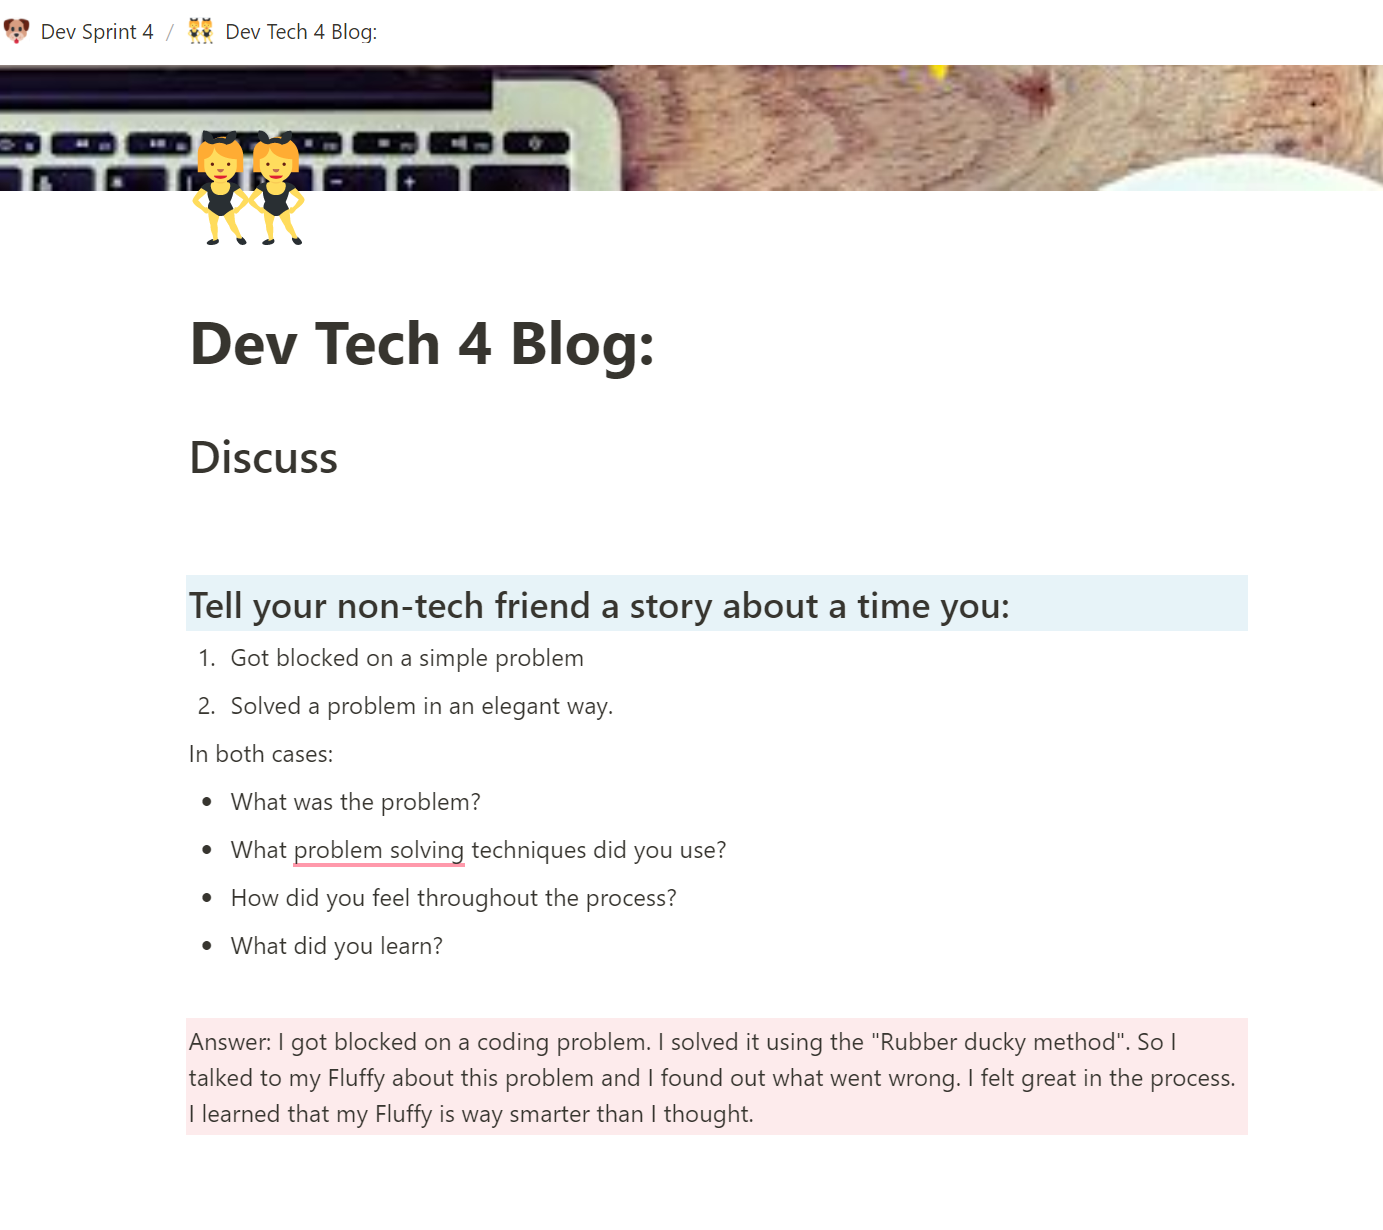 Dev Sprint 4 / Dev Tech 4 Blog:
Dev Tech 4 Blog:
Discuss
Tell your non-tech friend a story about a time you:
1. Got blocked on a simple problem
2. Solved a problem in an elegant way.
In both cases:
• What was the problem?
• What problem solving techniques did you use?
• How did you feel throughout the process?
• What did you learn?
Answer: I got blocked on a coding problem. I solved it using the "Rubber ducky method". So I
talked to my Fluffy about this problem and I found out what went wrong. I felt great in the process.
I learned that my Fluffy is way smarter than I thought.